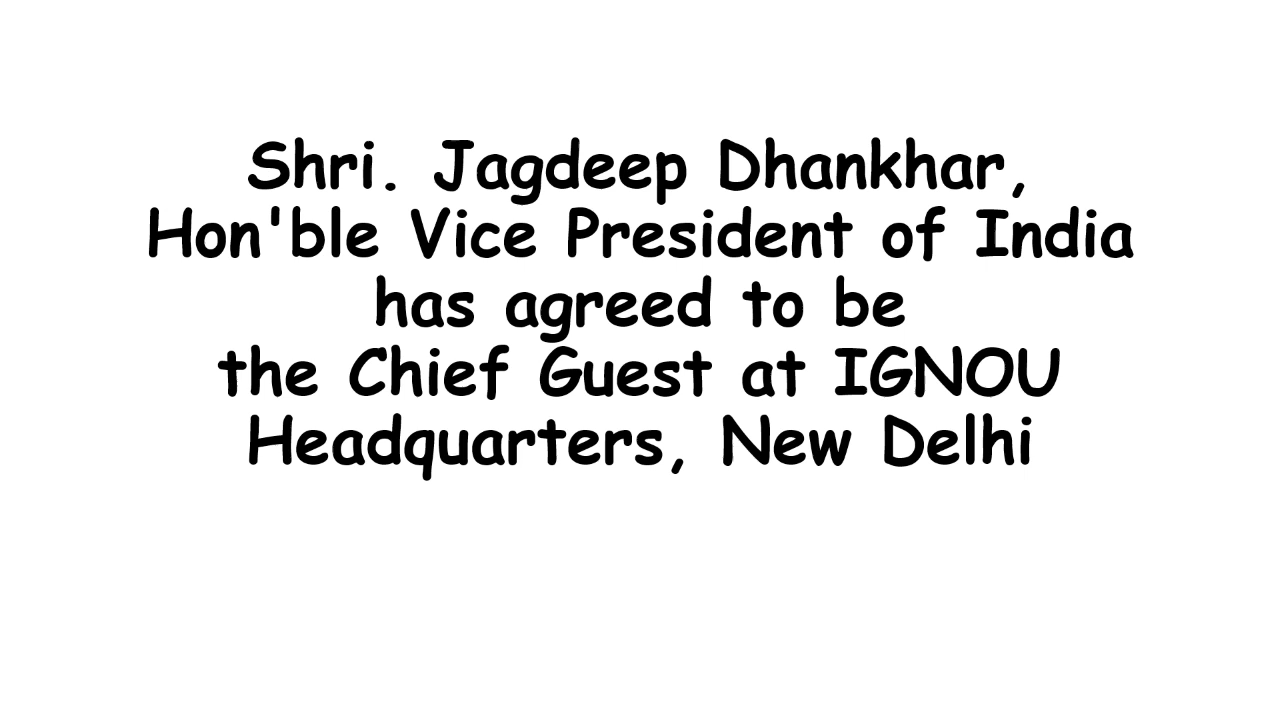 Shri. Jagdeep Dhankhar,
Hon'ble Vice President of India
has agreed to be
the Chief Guest at IGNOU
Headquarters, New Delhi